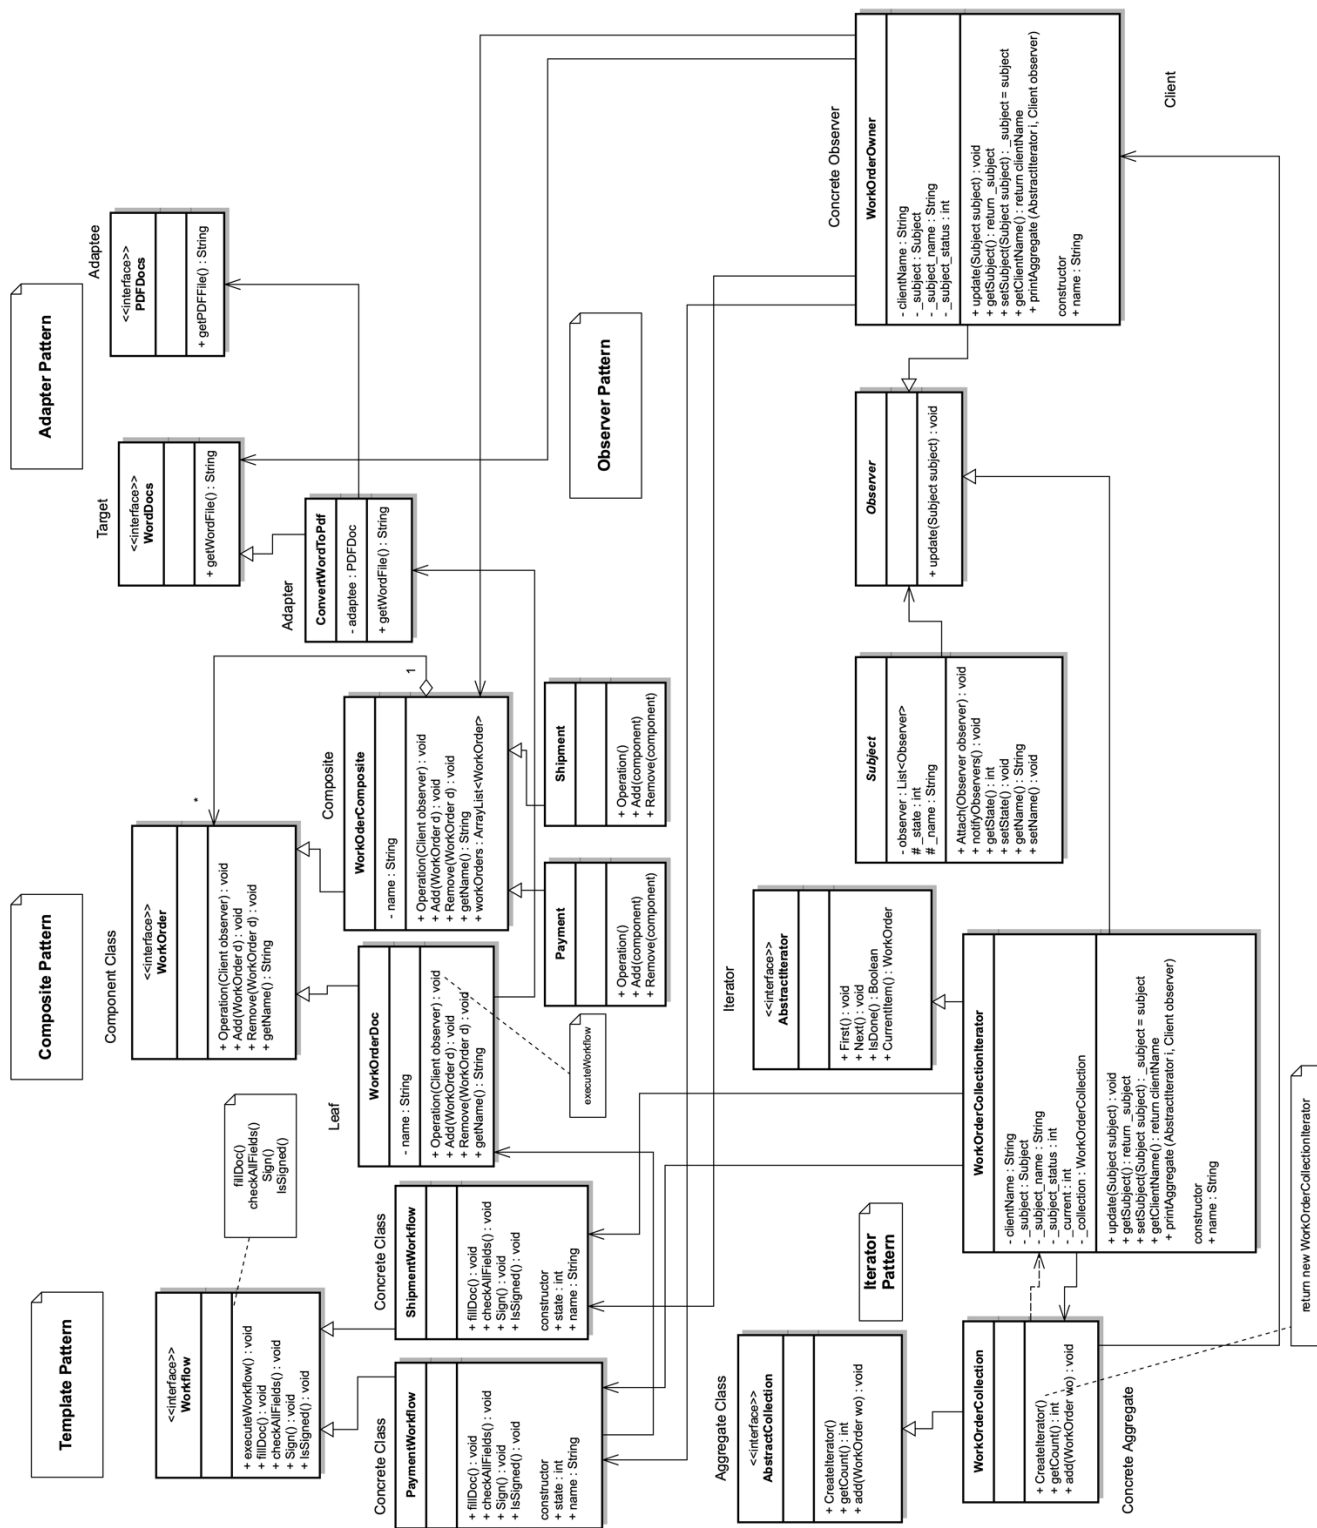 Template Pattern
<<interface>>
Workflow
+ executeWorkflow() : void
+ fillDoc() : void
+ checkAllFields() : void
+ Sign() : void
+ IsSigned() : void
fillDoc()
checkAllFields()
Sign()
IsSigned()
Concrete Class
PaymentWorkflow
+ fillDoc() : void
+ checkAllFields() : void
+ Sign() : void
+ IsSigned() : void
constructor
+ state : int
+ name : String
Concrete Class
ShipmentWorkflow
+ fillDoc() : void
+ checkAllFields() : void
+ Sign() : void
+ IsSigned() : void
constructor
+ state : int
+ name : String
Composite Pattern
Component Class
<<interface>>
WorkOrder
+ Operation(Client observer) : void
+ Add(WorkOrder d) : void
+ Remove(WorkOrder d) : void
+ getName() : String
*
1
Leaf
WorkOrderDoc
- name : String
+ Operation(Client observer) : void
+ Add(WorkOrder d) : void
+ Remove(WorkOrder d) : void
+ getName() : String
executeWorkflow
Composite
WorkOderComposite
- name : String
+ Operation(Client observer) : void
+ Add(WorkOrder d) : void
+ Remove(WorkOrder d) : void
+ getName() : String
+ workOrders : ArrayList<WorkOrder>
Payment
+ Operation()
+ Add(component)
+ Remove(component)
Shipment
+ Operation()
+ Add(component)
+ Remove(component)
Adapter Pattern
Target
<<interface>>
WordDocs
+ getWordFile() : String
Adaptee
<<interface>>
PDFDocs
+ getPDFFile() : String
Adapter
ConvertWordToPdf
- adaptee : PDFDoc
+ getWordFile() : String
Aggregate Class
<<interface>>
AbstractCollection
+ CreateIterator()
+ getCount() : int
+ add(WorkOrder wo) : void
Iterator
Pattern
Iterator
<<interface>>
AbstractIterator
+ First() : void
+ Next() : void
+ IsDone() : Boolean
+ CurrentItem() : WorkOrder
WorkOrderCollection
+ CreateIterator()
+ getCount() : int
+ add(WorkOrder wo) : void
Concrete Aggregate
WorkOrderCollectionIterator
- clientName : String
- _subject : Subject
- _subject_name : String
- _subject_status : int
- _current : int
- _collection : WorkOrderCollection
+ update(Subject subject) : void
+ getSubject() : return _subject
+ setSubject(Subject subject) : _subject = subject
+ getClientName() : return clientName
+ printAggregate (AbstractIterator i, Client observer)
constructor
+ name : String
return new WorkOrderCollectionIterator
Observer Pattern
Subject
- observer : List<Observer>
# _state : int
# _name : String
+ Attach(Observer observer) : void
+ notifyObservers() : void
+ getState() : int
+ setState() : void
+ getName() : String
+ setName() : void
Observer
+ update(Subject subject) : void
Concrete Observer
WorkOrderOwner
- clientName : String
- _subject : Subject
- _subject_name : String
- _subject_status : int
+ update(Subject subject) : void
+ getSubject() : return _subject
+ setSubject(Subject subject) : _subject = subject
+ getClientName() : return clientName
+ printAggregate (AbstractIterator i, Client observer)
constructor
+ name : String
Client